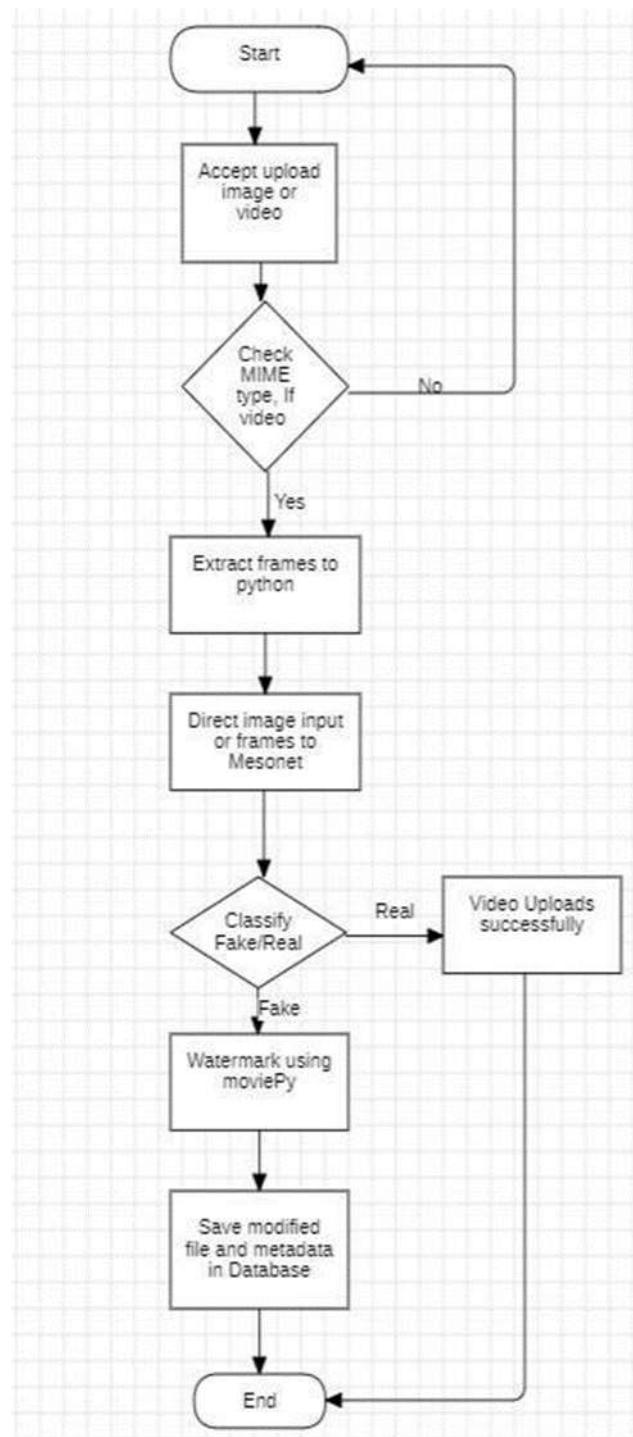 Start
Accept upload
image or
video
Check
MIME
type, If
video
No
Yes
Extract frames to
python
Direct image input
or frames to
Mesonet
Classify
Fake/Real
Real
Video Uploads
successfully
Fake
Watermark using
moviePy
Save modified
file and metadata
in Database
End